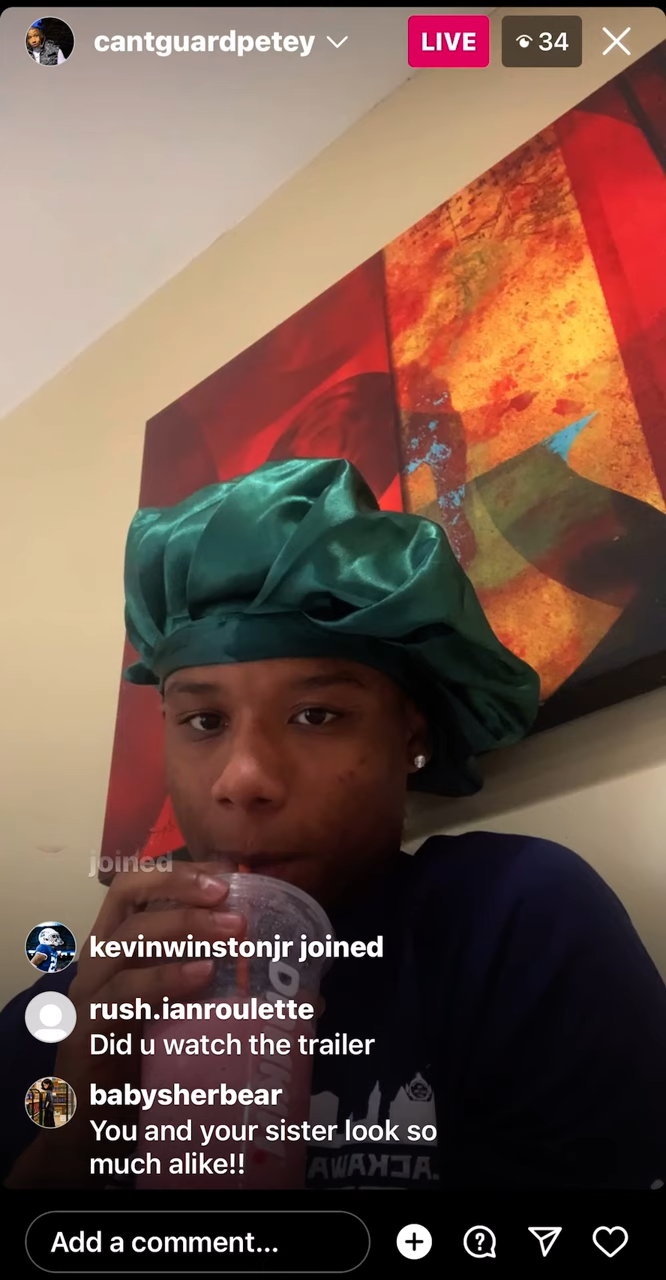 cantguardpetey
LIVE
34
joined
kevinwinstonjr joined
rush.ianroulette
Did u watch the trailer
babysherbear
You and your sister look so
much alike!!
Add a comment...